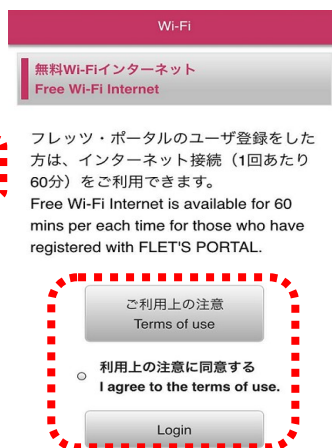 Wi-Fi
無料Wi-Fiインターネット
Free Wi-Fi Internet
フレッツ・ポータルのユーザ登録をした
方は、インターネット接続（1回あたり
60分）をご利用できます。
Free Wi-Fi Internet is available for 60
mins per each time for those who have
registered with FLET'S PORTAL.
ご利用上の注意
Terms of use
利用上の注意に同意する
I agree to the terms of use.
Login